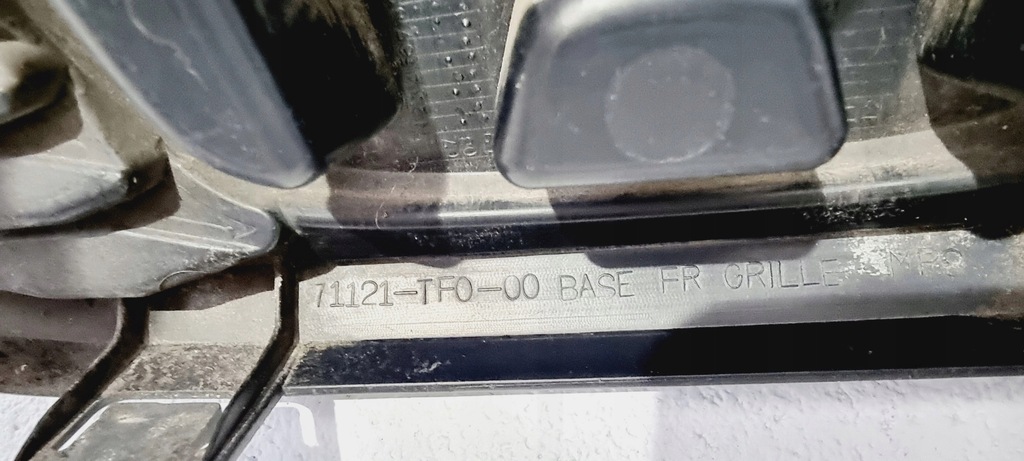 71121-TF0-00 BASE FR GRILLE